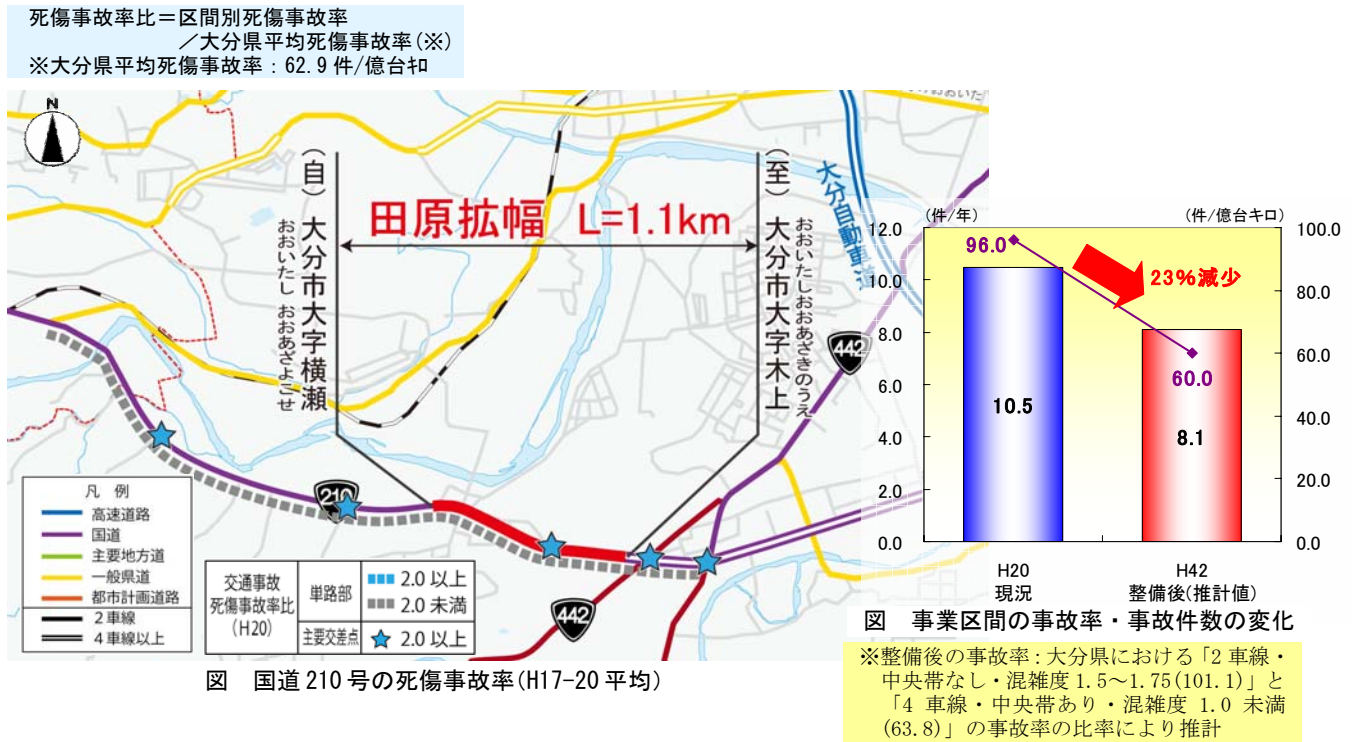 死傷事故率比＝区間別死傷事故率
／大分県平均死傷事故率(※)
※大分県平均死傷事故率：62.9件/億台㌔
N
(自)大分市大字横瀬
おおいたし おおあざよこせ
田原拡幅 L=1.1km
(至)大分市大字木上
おおいたしおおあざきのうえ
大分自動車道
442
210
442
凡 例
高速道路
国道
主要地方道
一般県道
都市計画道路
2車線
4車線以上
交通事故
死傷事故率比
(H20)
単路部
2.0以上
2.0未満
主要交差点
2.0以上
図 国道210号の死傷事故率(H17-20平均)
(件/年)
(件/億台キロ)
12.0
10.0
8.0
6.0
4.0
2.0
0.0
100.0
80.0
60.0
40.0
20.0
0.0
96.0
23%減少
60.0
10.5
8.1
H20
現況
H42
整備後(推計値)
図 事業区間の事故率・事故件数の変化
※整備後の事故率：大分県における「2車線・
中央帯なし・混雑度1.5～1.75(101.1)」と
「4車線・中央帯あり・混雑度1.0未満
(63.8)」の事故率の比率により推計